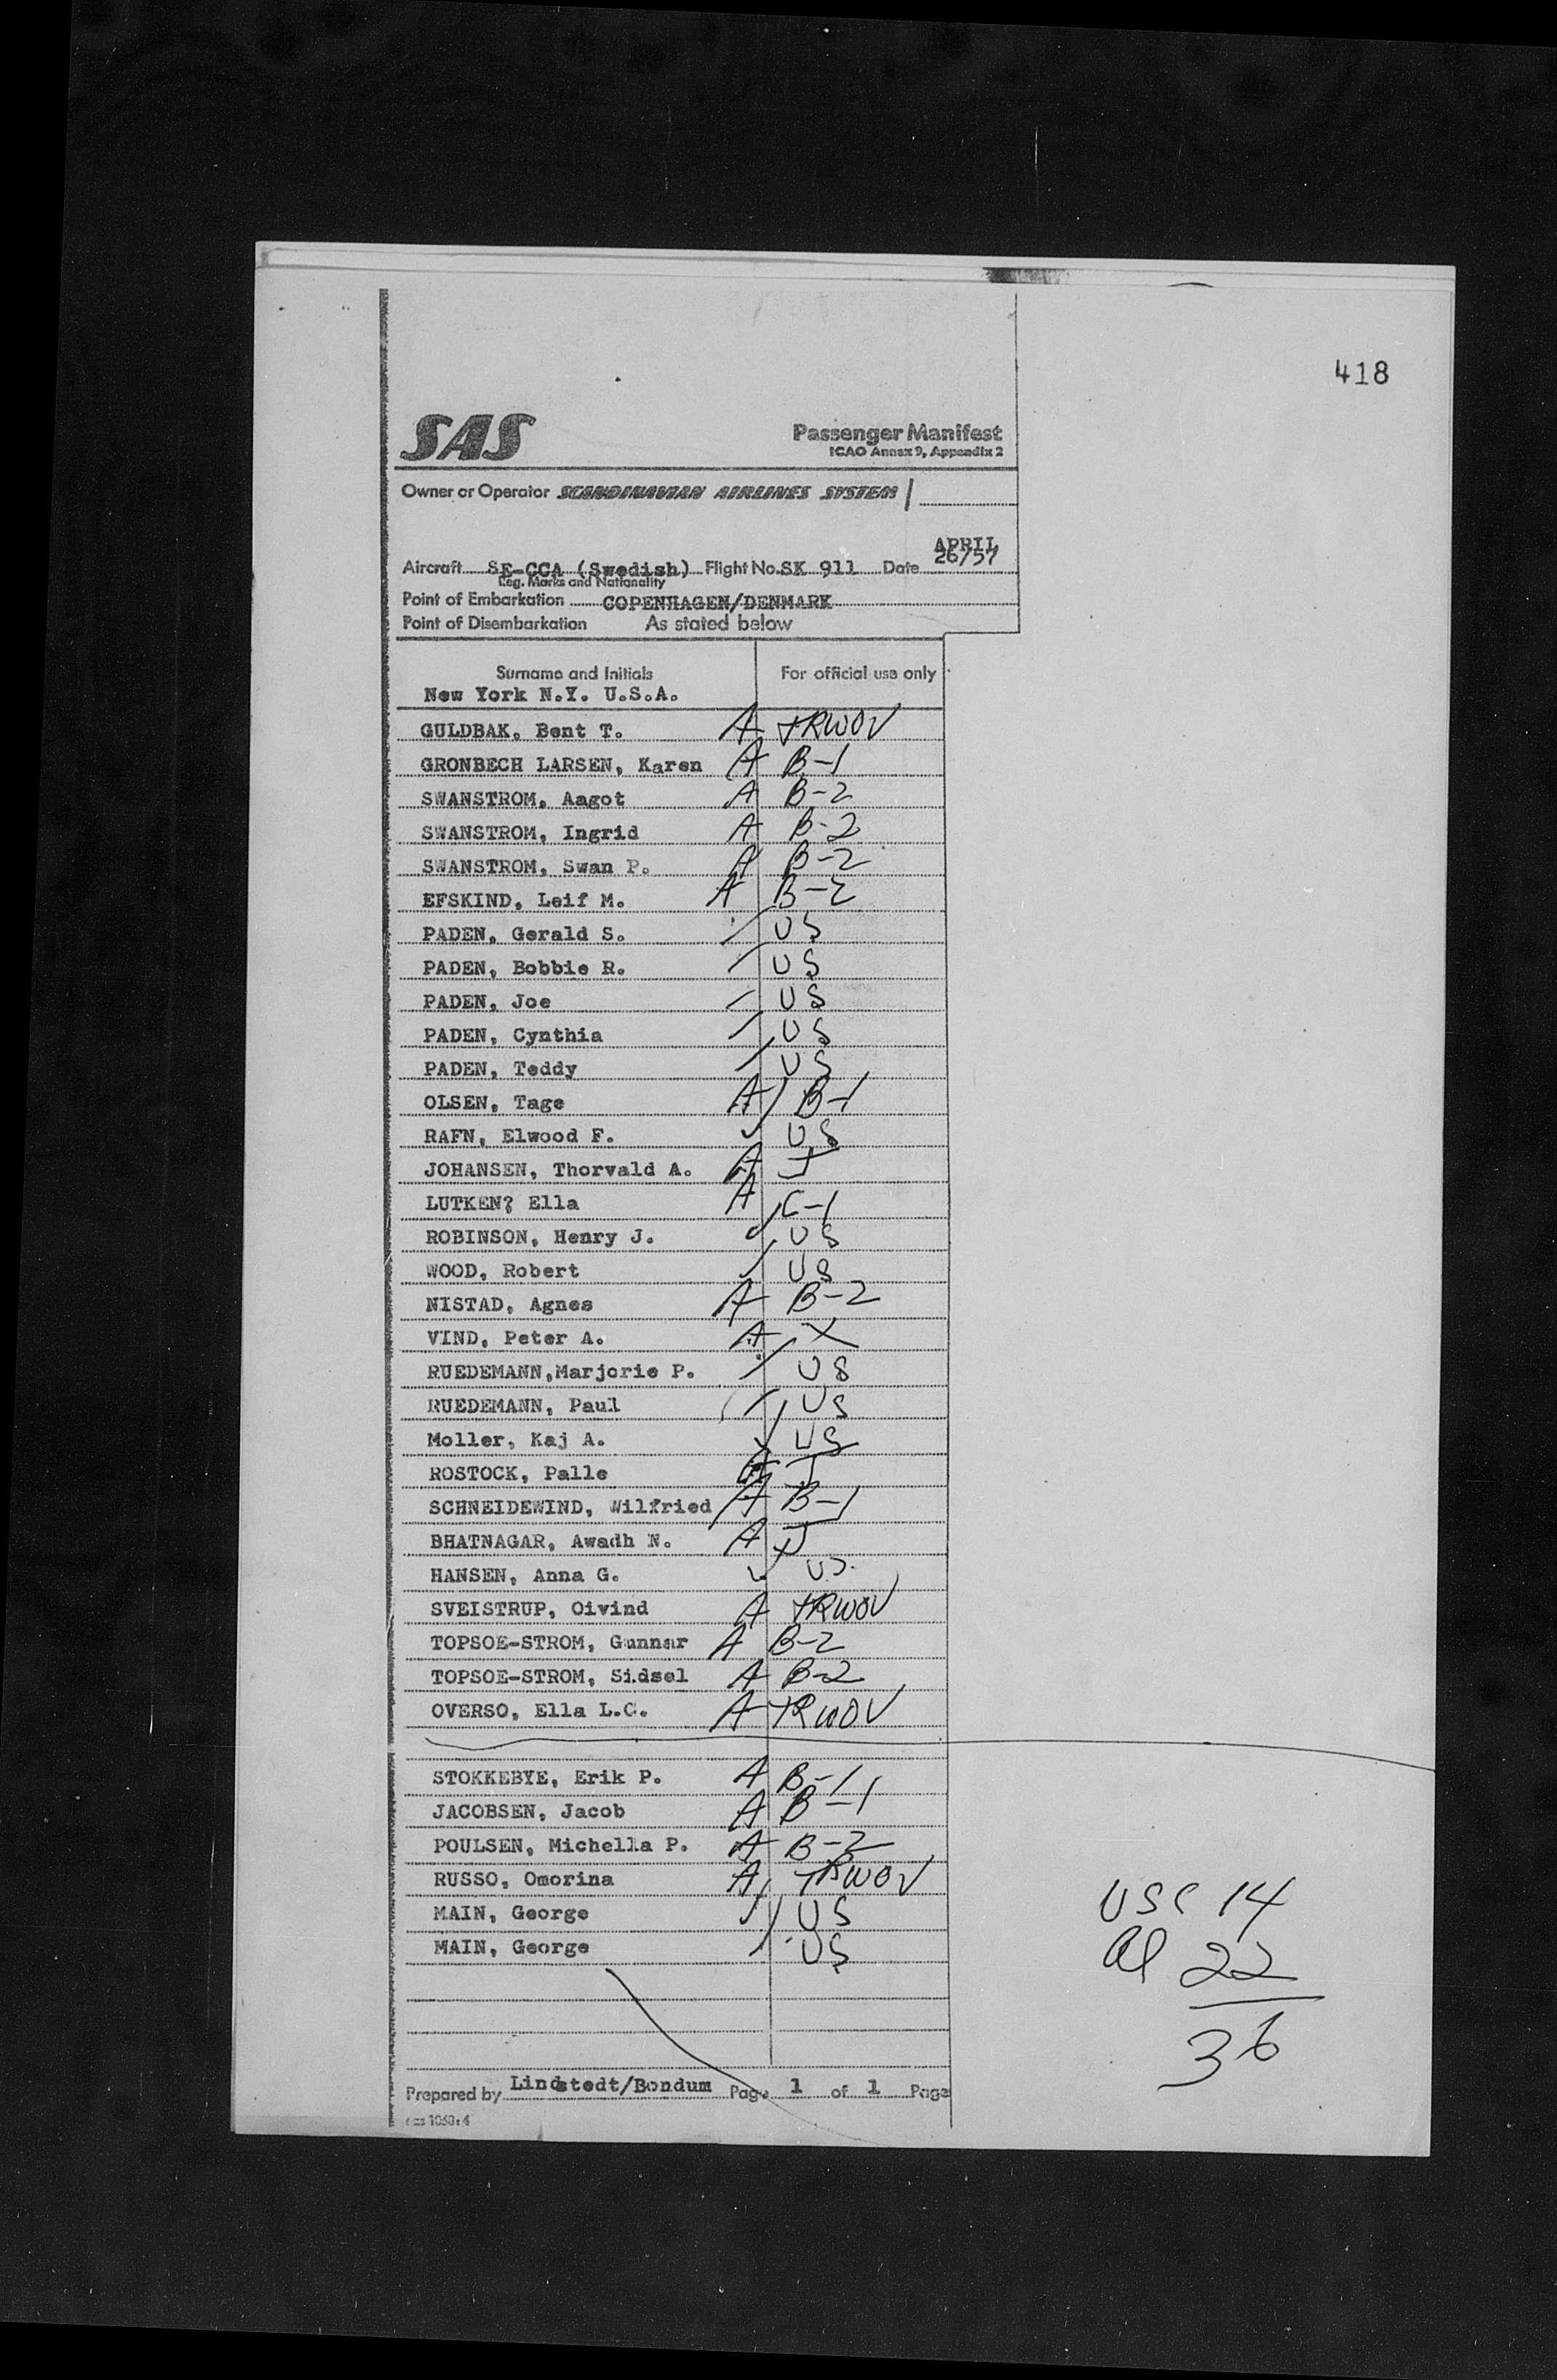 418
SAS
Passenger Manifest
ICAO Annex 9, Appendix 2
Owner or Operator SCANDINAVIAN AIRLINES SYSTEM
APRIL
Aircraft SE-CCA (Swedish) Flight No. SK 911 Date 26/57
Reg. Marks and Nationality
Point of Embarkation COPENHAGEN/DENMARK
Point of Disembarkation As stated below
Surname and Initials For official use only
New York N.Y. U.S.A.
GULDBAK, Bent T. A TRWOV
GRONBECH LARSEN, Karen A B-1
SWANSTROM, Aagot A B-2
SWANSTROM, Ingrid A B-2
SWANSTROM, Swan P. A B-2
EFSKIND, Leif M. A B-2
PADEN, Gerald S. US
PADEN, Bobbie R. US
PADEN, Joe US
PADEN, Cynthia US
PADEN, Teddy US
OLSEN, Tage A B-1
RAFN, Elwood F. US
JOHANSEN, Thorvald A. A J
LUTKEN? Ella A C-1
ROBINSON, Henry J. US
WOOD, Robert US
NISTAD, Agnes A B-2
VIND, Peter A. A X
RUEDEMANN,Marjorie P. US
RUEDEMANN, Paul US
Moller, Kaj A. US
ROSTOCK, Palle A J
SCHNEIDEWIND, Wilfried A B-1
BHATNAGAR, Awadh N. A J
HANSEN, Anna G. US
SVEISTRUP, Oivind A TRWOV
TOPSOE-STROM, Gunnar A B-2
TOPSOE-STROM, Sidsel A B-2
OVERSO, Ella L.C. A TRWOV
STOKKEBYE, Erik P. A B-1
JACOBSEN, Jacob A B-1
POULSEN, Michella P. A B-2
RUSSO, Omorina A TRWOV
MAIN, George US
MAIN, George US
USC 14
Al 22
36
Prepared by Lindstedt/Bondum Page 1 of 1 Page